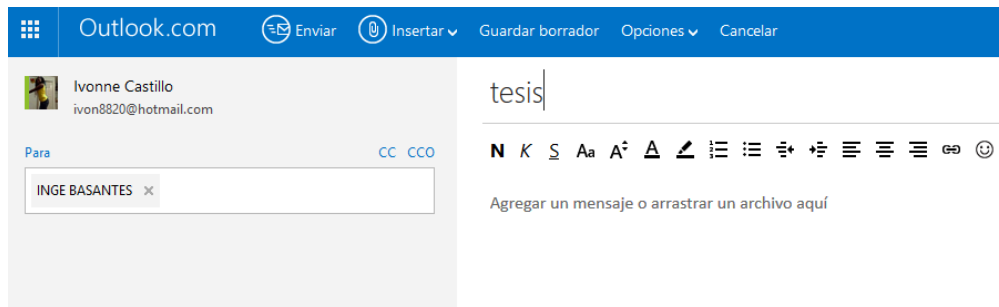 Outlook.com Enviar Insertar Guardar borrador Opciones Cancelar
Ivonne Castillo
ivon8820@hotmail.com
tesis
Para CC CCO
N K S Aa A A
INGE BASANTES ×
Agregar un mensaje o arrastrar un archivo aquí